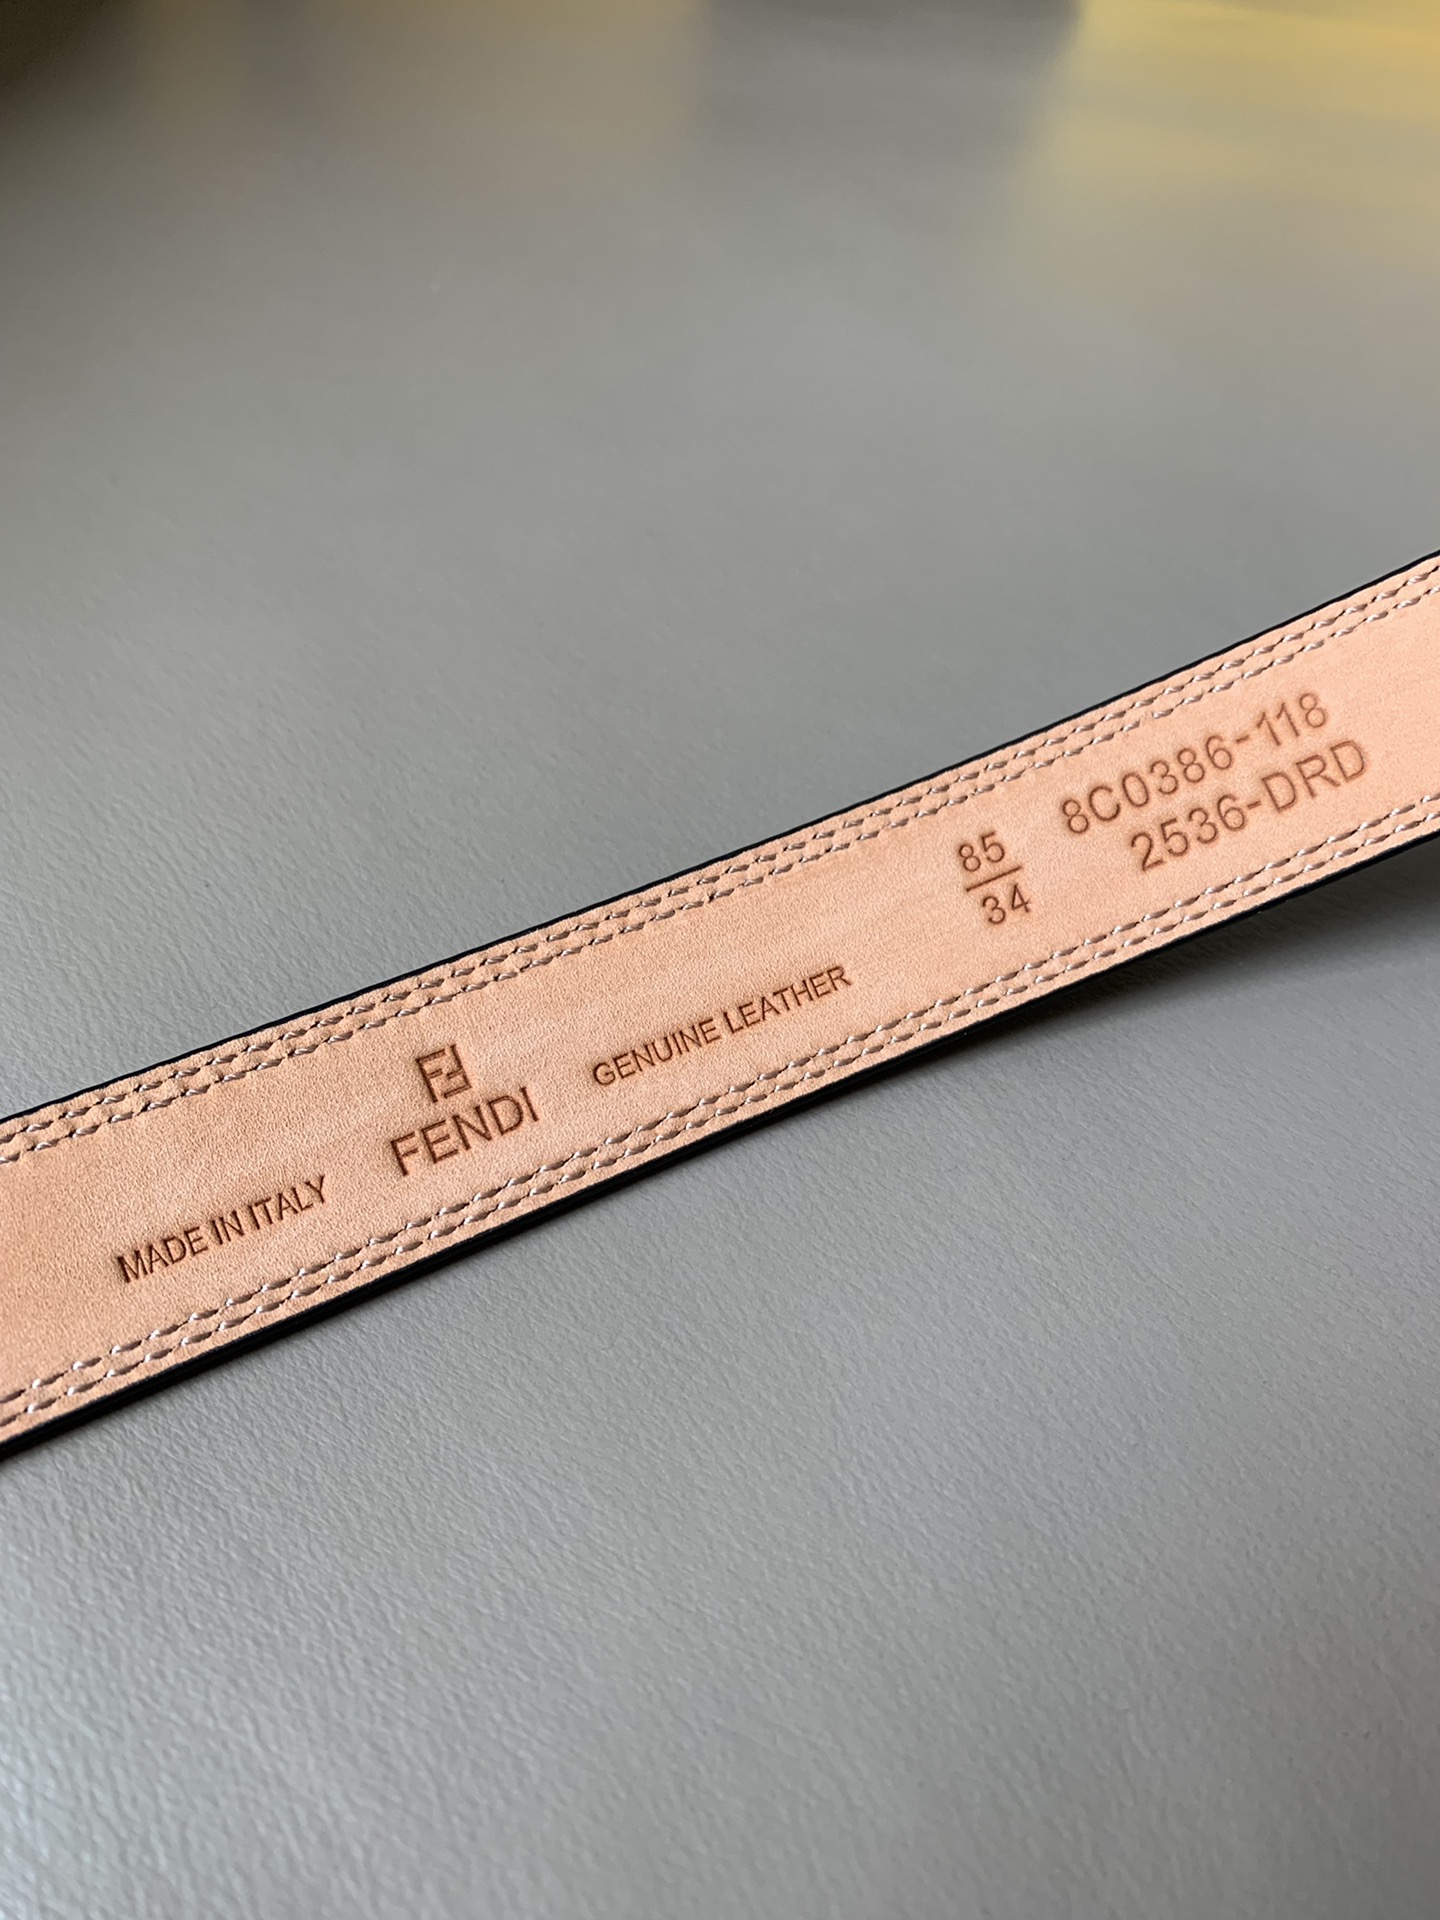 MADE IN ITALY
FF
FENDI
GENUINE LEATHER
85
34
8C0386-118
2536-DRD